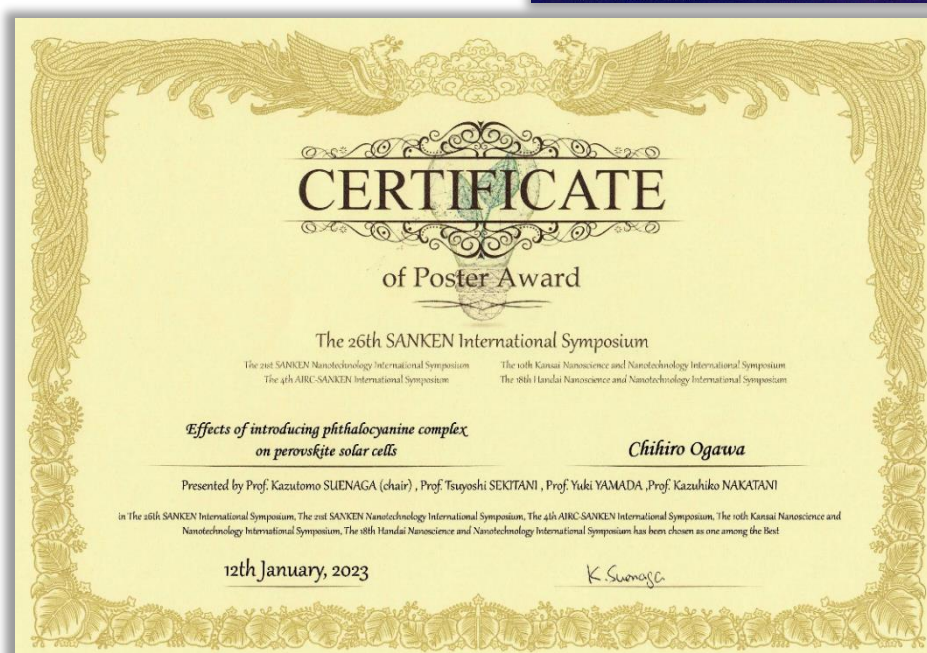 CERTIFICATE
of Poster Award
The 26th SANKEN International Symposium
The 21st SANKEN Nanotechnology International Symposium
The 10th Kansai Nanoscience and Nanotechnology International Symposium
The 4th AIRC-SANKEN International Symposium
The 18th Handai Nanoscience and Nanotechnology International Symposium
Effects of introducing phthalocyanine complex
on perovskite solar cells
Chihiro Ogawa
Presented by Prof. Kazutomo SUENAGA (chair) , Prof. Tsuyoshi SEKITANI , Prof. Yuki YAMADA ,Prof. Kazuhiko NAKATANI
in The 26th SANKEN International Symposium, The 21st SANKEN Nanotechnology International Symposium, The 4th AIRC-SANKEN International Symposium, The 10th Kansai Nanoscience and
Nanotechnology International Symposium, The 18th Handai Nanoscience and Nanotechnology International Symposium has been chosen as one among the Best
12th January, 2023
K. Suenaga